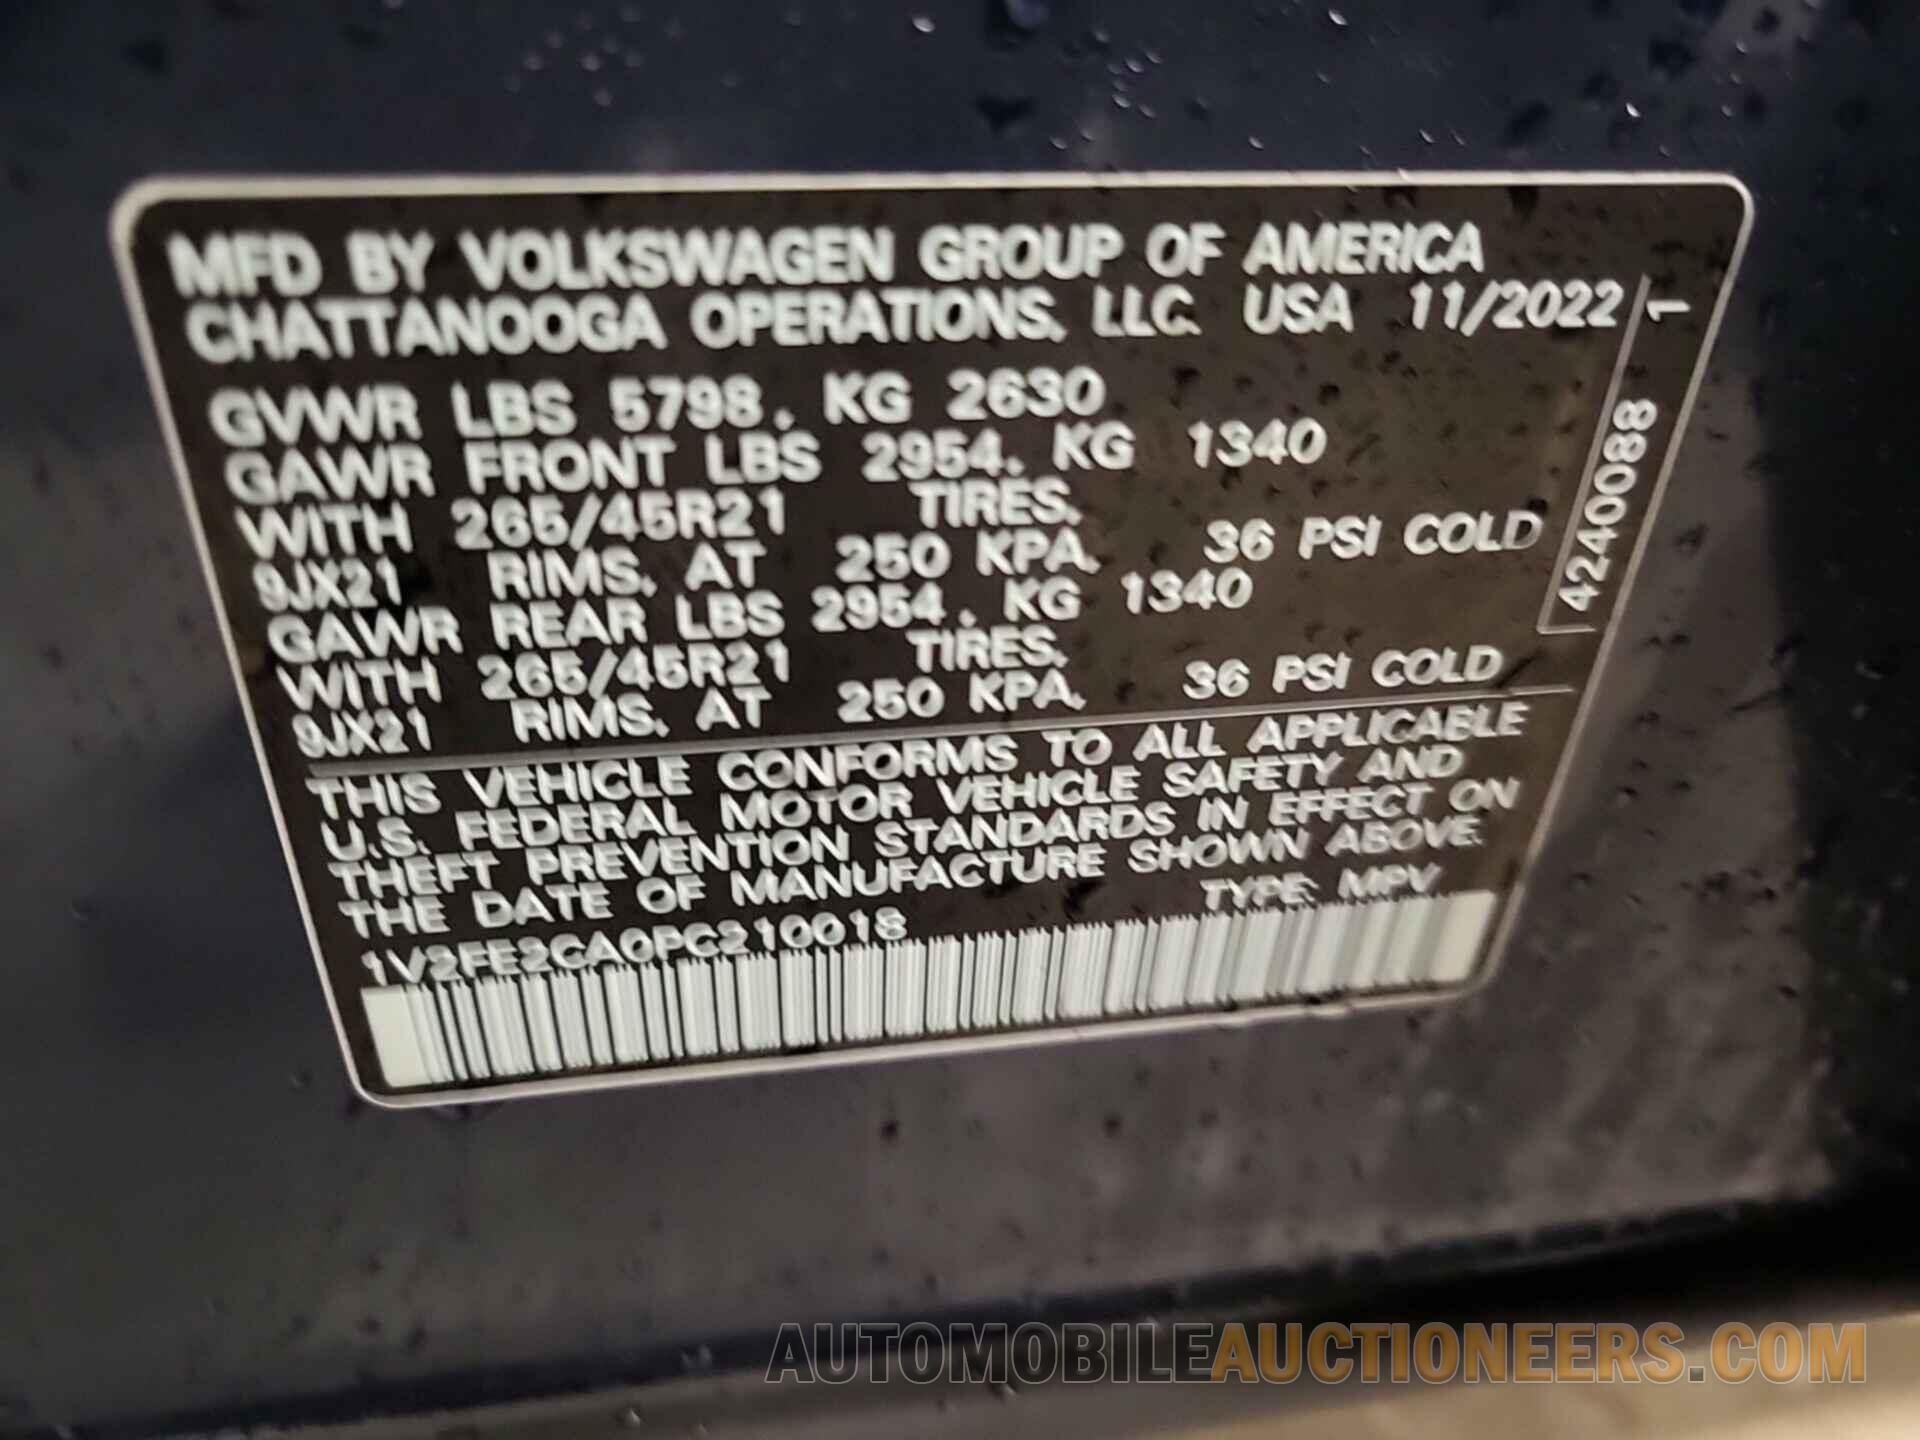 MFD BY VOLKSWAGEN GROUP OF AMERICA
CHATTANOOGA OPERATIONS, LLC. USA 11/2022
GVWR LBS 5798. KG 2630
GAWR FRONT LBS 2954. KG 1340
WITH 265/45R21 TIRES,
9JX21 RIMS, AT 250 KPA, 36 PSI COLD
GAWR REAR LBS 2954. KG 1340
WITH 265/45R21 TIRES,
9JX21 RIMS, AT 250 KPA, 36 PSI COLD
THIS VEHICLE CONFORMS TO ALL APPLICABLE
U.S. FEDERAL MOTOR VEHICLE SAFETY AND
THEFT PREVENTION STANDARDS IN EFFECT ON
THE DATE OF MANUFACTURE SHOWN ABOVE.
1V2FE2CA0PC210018 TYPE: MPV
4240088 1
AUTOMOBILEAUCTIONEERS.COM